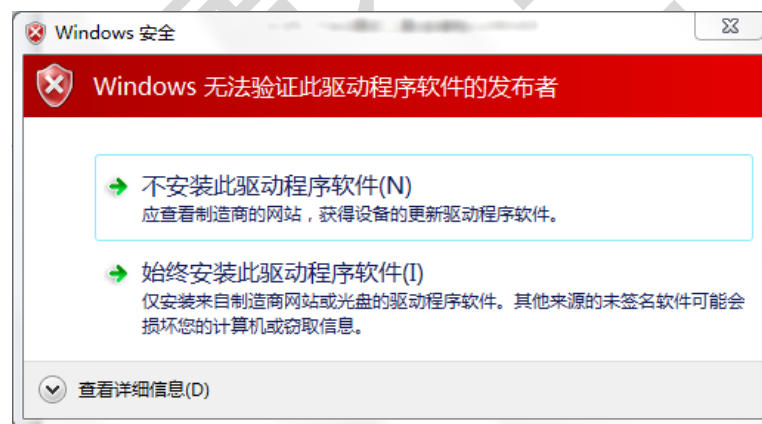 Windows 安全
Windows 无法验证此驱动程序软件的发布者
不安装此驱动程序软件(N)
应查看制造商的网站，获得设备的更新驱动程序软件。
始终安装此驱动程序软件(I)
仅安装来自制造商网站或光盘的驱动程序软件。其他来源的未签名软件可能会
损坏您的计算机或窃取信息。
查看详细信息(D)